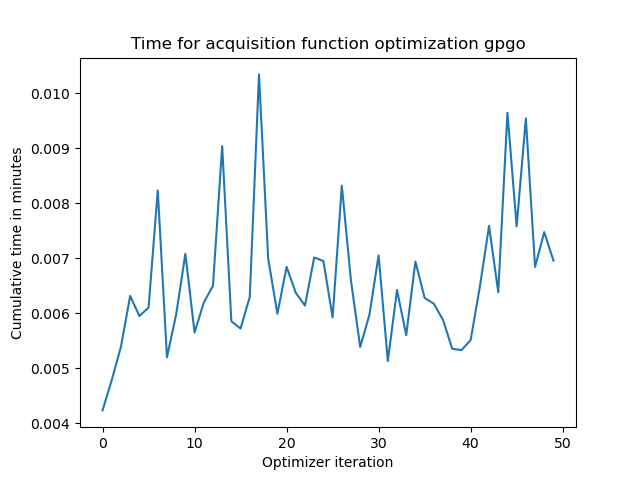 Time for acquisition function optimization gpgo
Cumulative time in minutes
0.010
0.009
0.008
0.007
0.006
0.005
0.004
0 10 20 30 40 50
Optimizer iteration